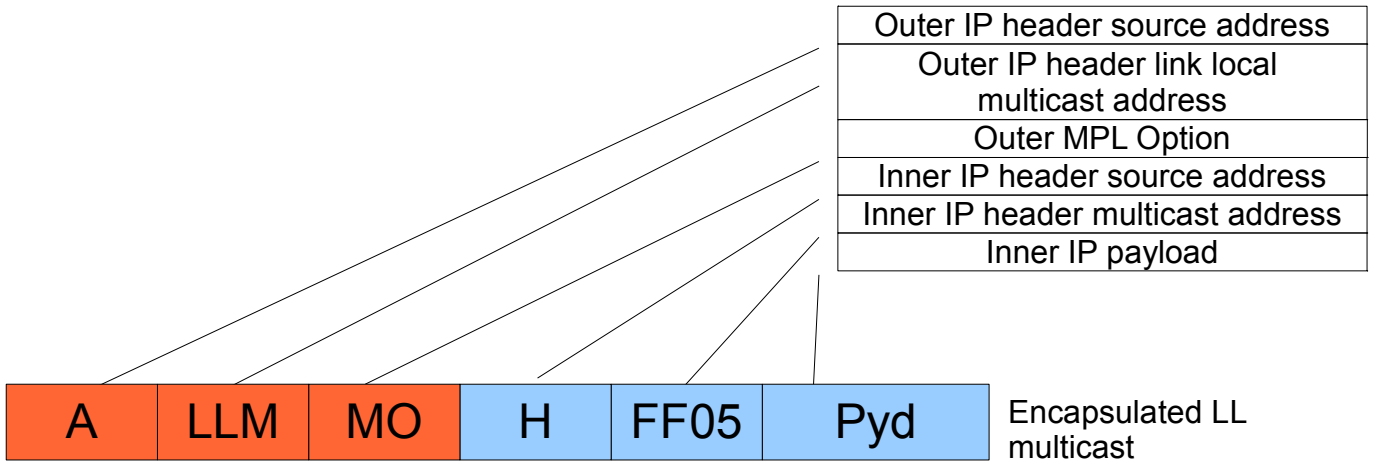 Outer IP header source address
Outer IP header link local
multicast address
Outer MPL Option
Inner IP header source address
Inner IP header multicast address
Inner IP payload
A LLM MO H FF05 Pyd
Encapsulated LL
multicast